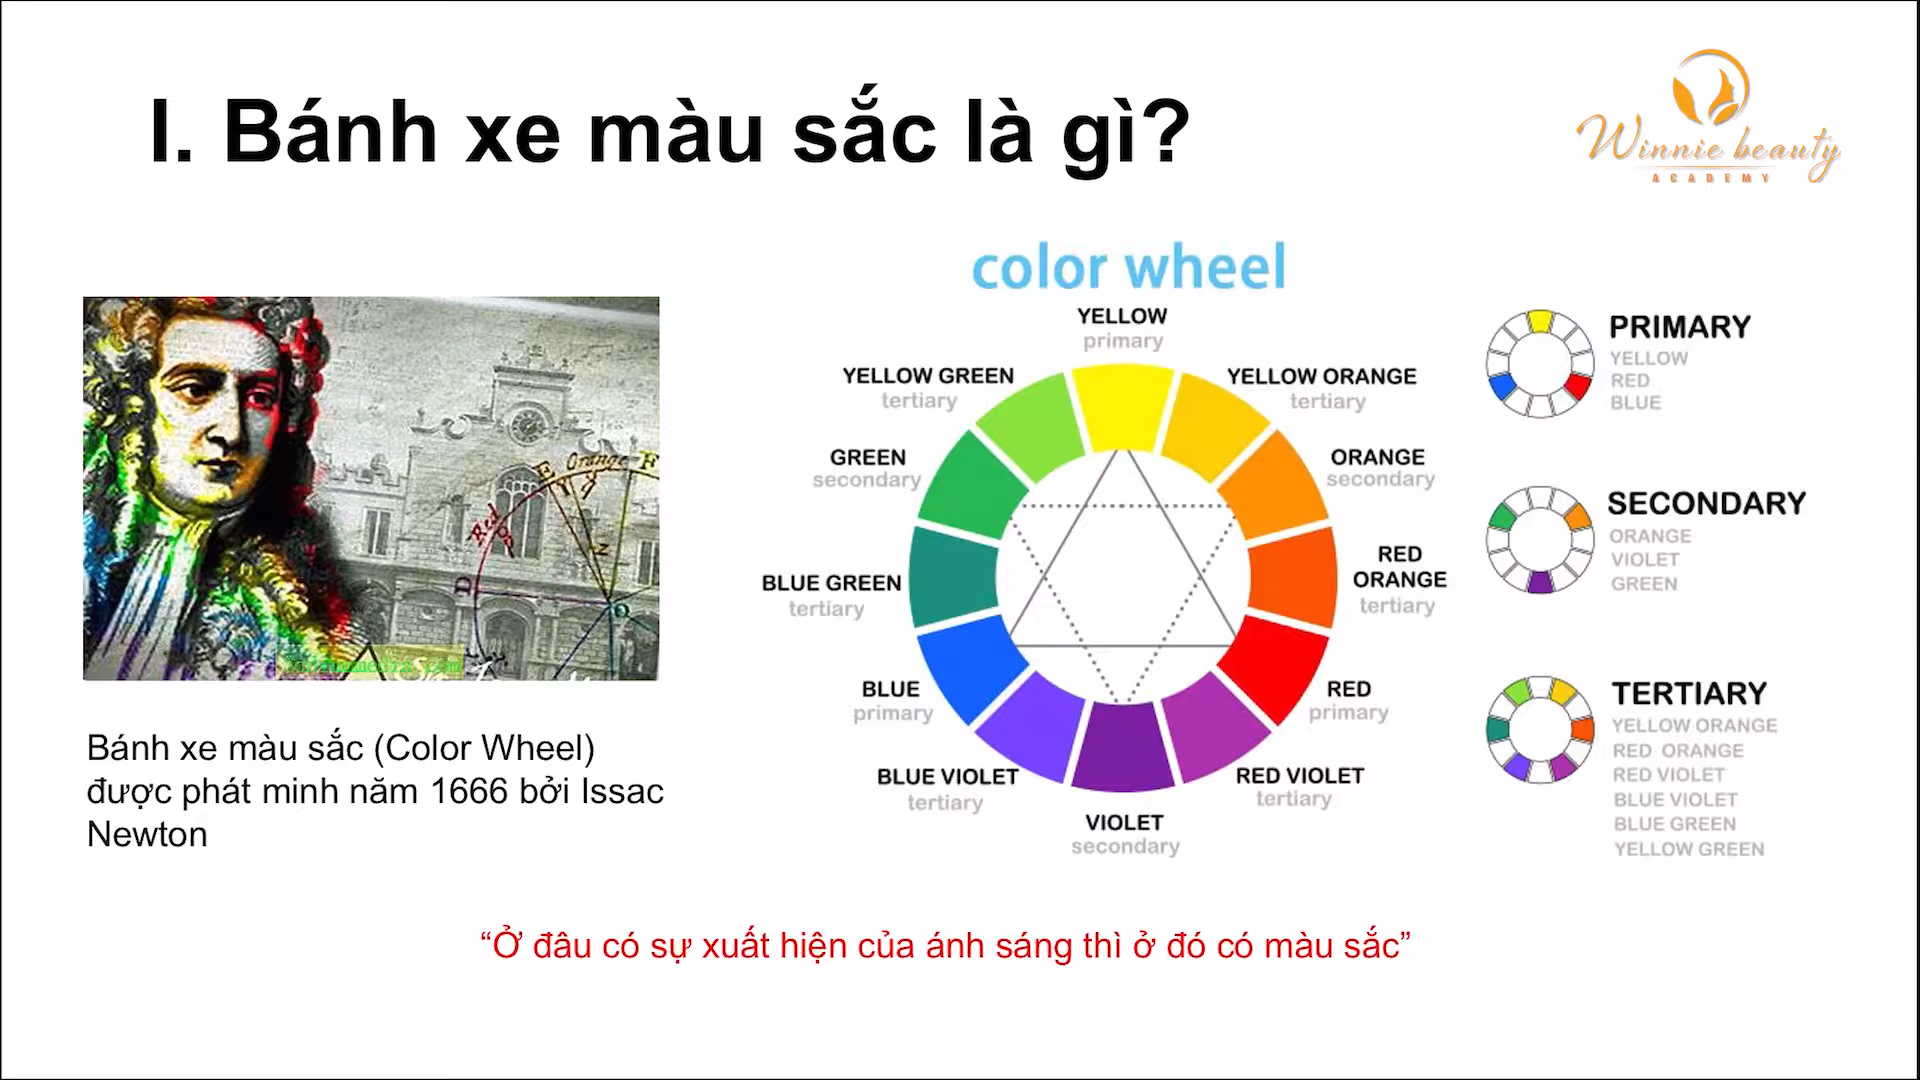 I. Bánh xe màu sắc là gì?
Winnie beauty
ACADEMY
color wheel
YELLOW
primary
YELLOW GREEN
tertiary
YELLOW ORANGE
tertiary
GREEN
secondary
ORANGE
secondary
BLUE GREEN
tertiary
RED
ORANGE
tertiary
BLUE
primary
RED
primary
BLUE VIOLET
tertiary
RED VIOLET
tertiary
VIOLET
secondary
PRIMARY
YELLOW
RED
BLUE
SECONDARY
ORANGE
VIOLET
GREEN
TERTIARY
YELLOW ORANGE
RED ORANGE
RED VIOLET
BLUE VIOLET
BLUE GREEN
YELLOW GREEN
E Orange F
Red
D
Bánh xe màu sắc (Color Wheel)
được phát minh năm 1666 bởi Issac
Newton
“Ở đâu có sự xuất hiện của ánh sáng thì ở đó có màu sắc”